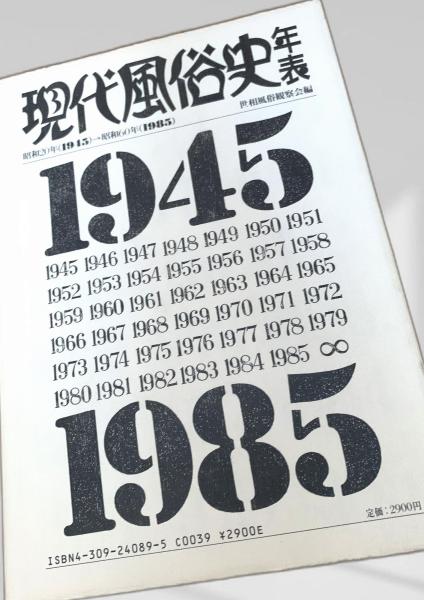 現代風俗史年表
昭和20年(1945)→昭和60年(1985)
世相風俗観察会編
1945
1945 1946 1947 1948 1949 1950 1951
1952 1953 1954 1955 1956 1957 1958
1959 1960 1961 1962 1963 1964 1965
1966 1967 1968 1969 1970 1971 1972
1973 1974 1975 1976 1977 1978 1979
1980 1981 1982 1983 1984 1985 ∞
1985
定価:2900円
ISBN4-309-24089-5 C0039 ¥2900E